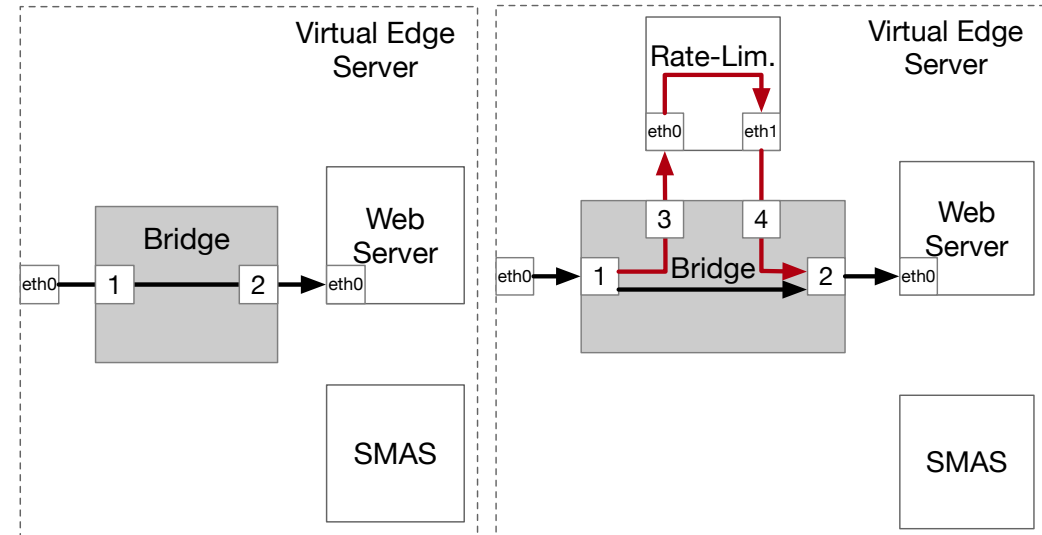 Virtual Edge
Server
Web
Server
Bridge
eth0
1
2
eth0
SMAS
Virtual Edge
Server
Rate-Lim.
eth0
eth1
3
4
Web
Server
eth0
1
Bridge
2
eth0
SMAS